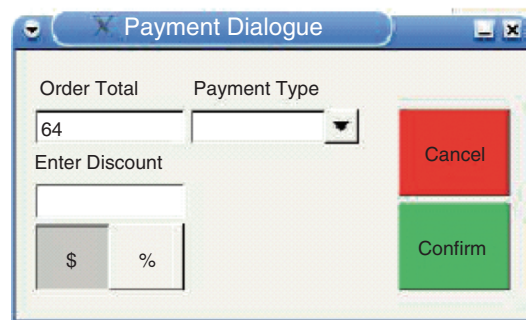 Payment Dialogue
Order Total
Payment Type
64
Enter Discount
$
%
Cancel
Confirm